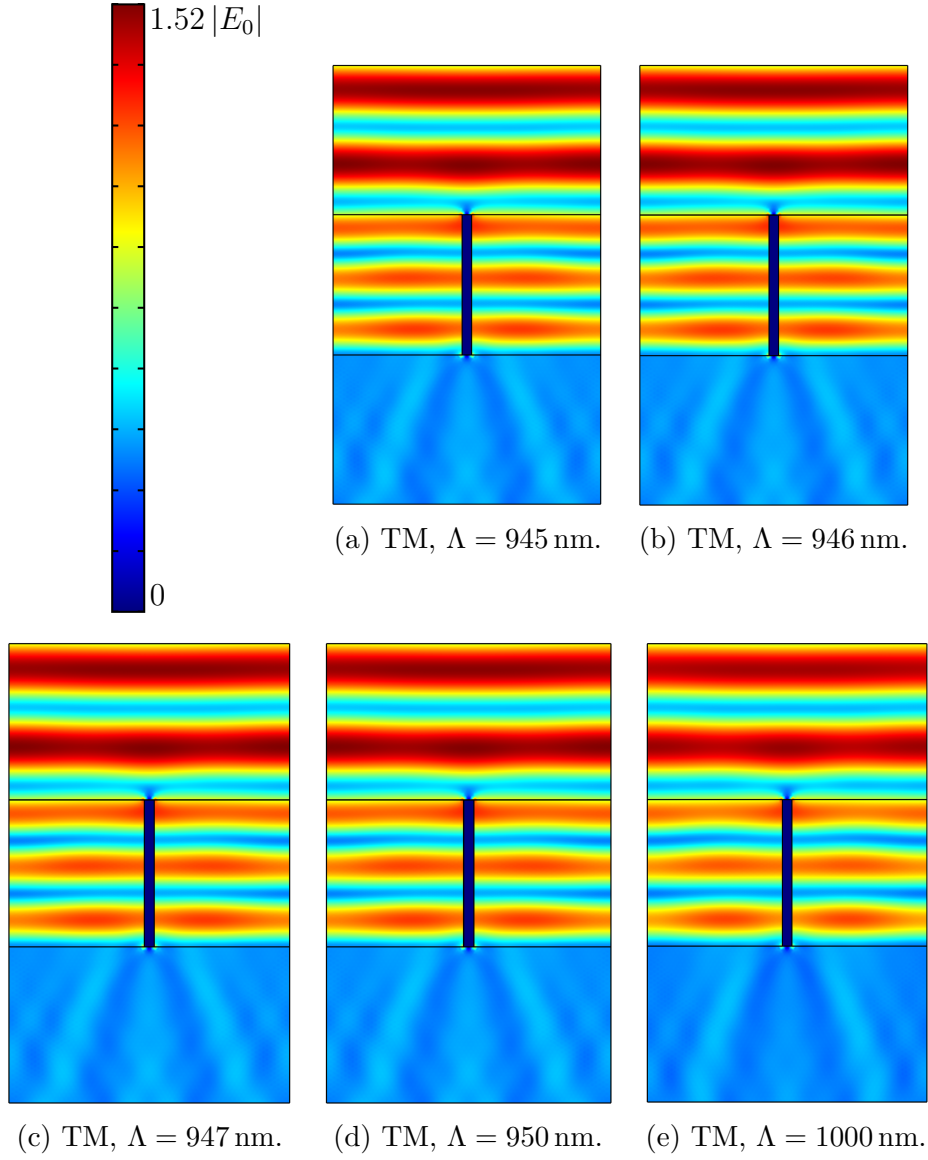 1.52 |E₀|
0
(a) TM, Λ = 945 nm.
(b) TM, Λ = 946 nm.
(c) TM, Λ = 947 nm.
(d) TM, Λ = 950 nm.
(e) TM, Λ = 1000 nm.